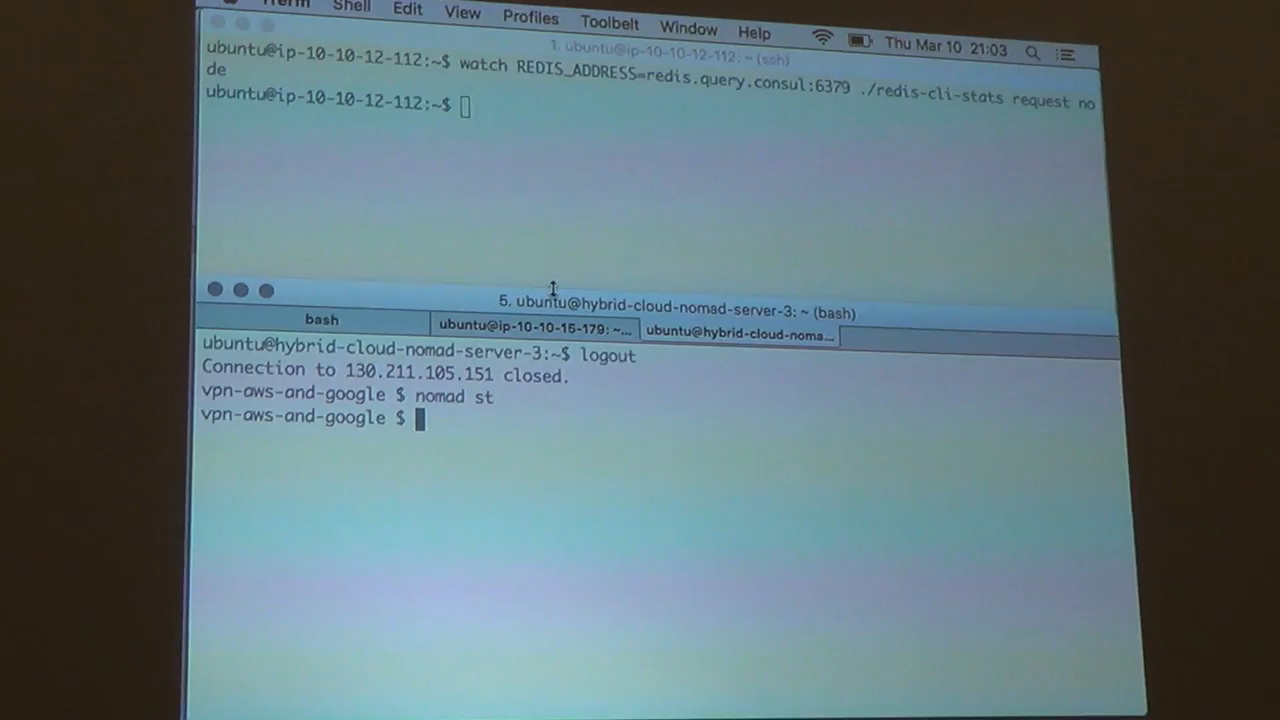 iTerm Shell Edit View Profiles Toolbelt Window Help Thu Mar 10 21:03
1. ubuntu@ip-10-10-12-112: ~ (ssh)
ubuntu@ip-10-10-12-112:~$ watch REDIS_ADDRESS=redis.query.consul:6379 ./redis-cli-stats request no
de
ubuntu@ip-10-10-12-112:~$
5. ubuntu@hybrid-cloud-nomad-server-3: ~ (bash)
bash ubuntu@ip-10-10-15-179: ~... ubuntu@hybrid-cloud-noma...
ubuntu@hybrid-cloud-nomad-server-3:~$ logout
Connection to 130.211.105.151 closed.
vpn-aws-and-google $ nomad st
vpn-aws-and-google $